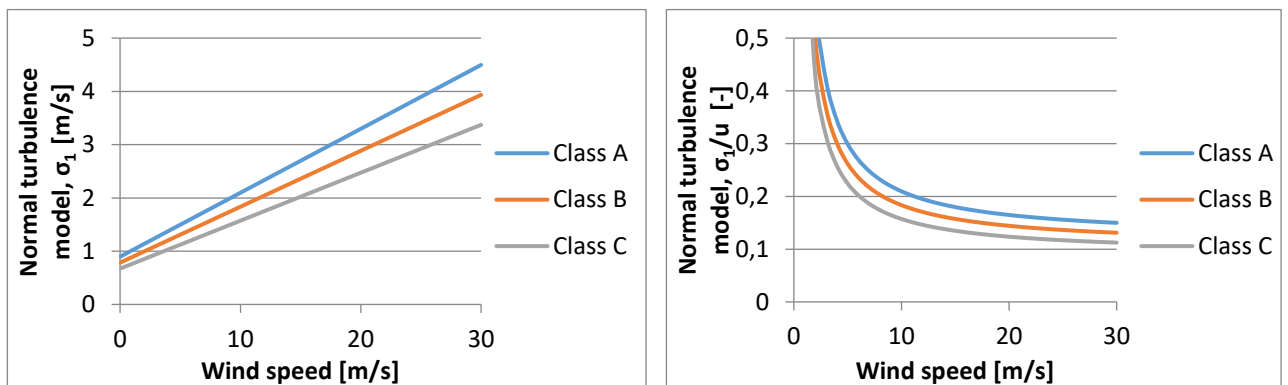 Normal turbulence
model, σ₁ [m/s]
5
4
3
2
1
0
0
10
20
30
Wind speed [m/s]
Class A
Class B
Class C
Normal turbulence
model, σ₁/u [-]
0,5
0,4
0,3
0,2
0,1
0
0
10
20
30
Wind speed [m/s]
Class A
Class B
Class C